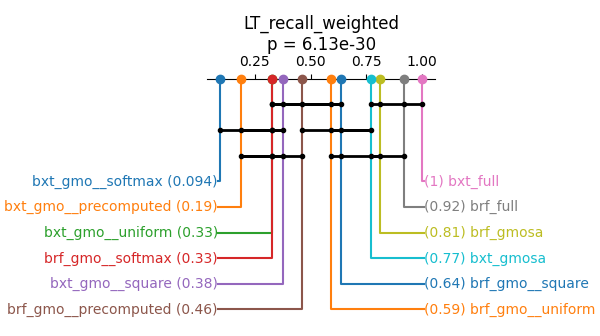 LT_recall_weighted
p = 6.13e-30
0.25 0.50 0.75 1.00
bxt_gmo__softmax (0.094) (1) bxt_full
bxt_gmo__precomputed (0.19) (0.92) brf_full
bxt_gmo__uniform (0.33) (0.81) brf_gmosa
brf_gmo__softmax (0.33) (0.77) bxt_gmosa
bxt_gmo__square (0.38) (0.64) brf_gmo__square
brf_gmo__precomputed (0.46) (0.59) brf_gmo__uniform